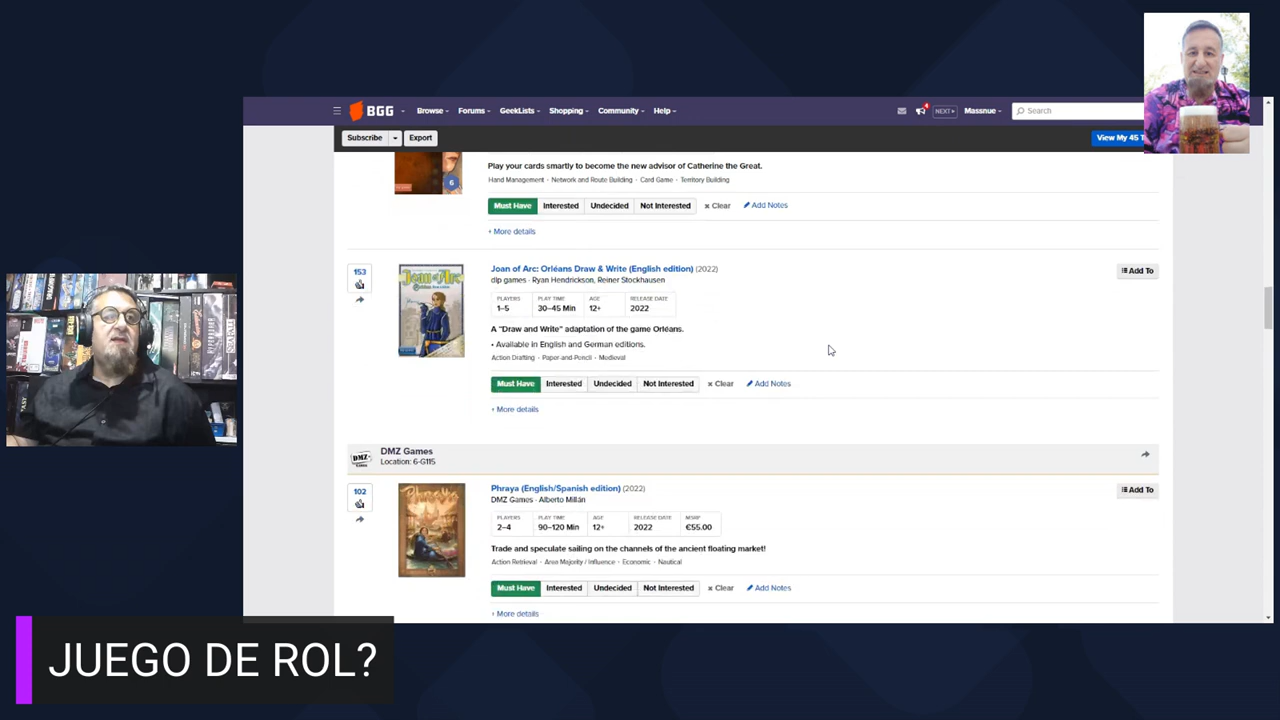 BGG
Browse
Forums
GeekLists
Shopping
Community
Help
4
NEXT
Massnue
Search
Subscribe
Export
View My 45 T
6
Play your cards smartly to become the new advisor of Catherine the Great.
Hand Management · Network and Route Building · Card Game · Territory Building
Must Have Interested Undecided Not Interested × Clear Add Notes
+ More details
153
Joan of Arc
Joan of Arc: Orléans Draw & Write (English edition) (2022)
Add To
dlp games · Ryan Hendrickson, Reiner Stockhausen
PLAYERS PLAY TIME AGE RELEASE DATE
1–5 30–45 Min 12+ 2022
A "Draw and Write" adaptation of the game Orléans.
• Available in English and German editions.
Action Drafting · Paper-and-Pencil · Medieval
Must Have Interested Undecided Not Interested × Clear Add Notes
+ More details
DMZ Games
Location: 6-G115
102
Phraya
Phraya (English/Spanish edition) (2022)
Add To
DMZ Games · Alberto Millán
PLAYERS PLAY TIME AGE RELEASE DATE MSRP
2–4 90–120 Min 12+ 2022 €55.00
Trade and speculate sailing on the channels of the ancient floating market!
Action Retrieval · Area Majority / Influence · Economic · Nautical
Must Have Interested Undecided Not Interested × Clear Add Notes
+ More details
JUEGO DE ROL?